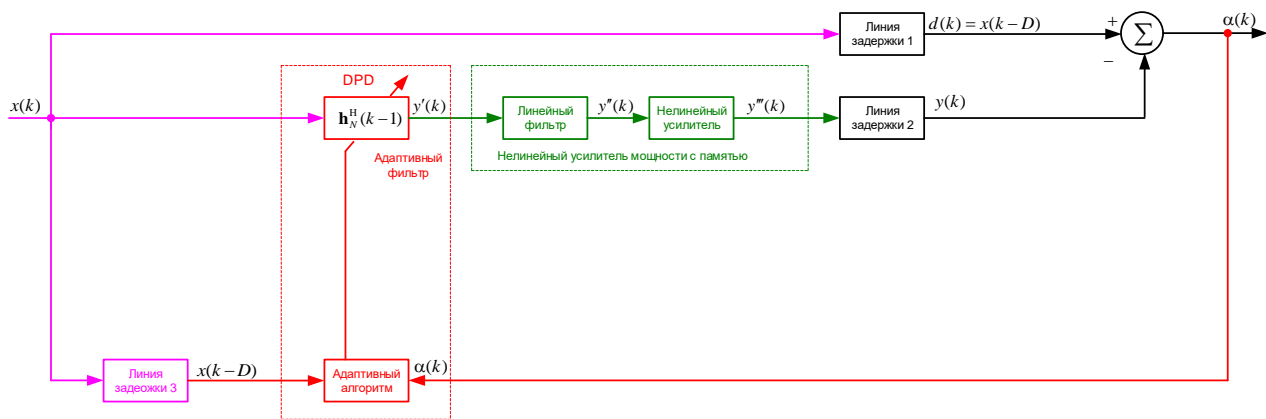 Линия
задержки 1
d(k) = x(k−D)
+
Σ
α(k)
−
DPD
x(k)
h_N^H(k−1)
y′(k)
Линейный
фильтр
y″(k)
Нелинейный
усилитель
y‴(k)
Линия
задержки 2
y(k)
Адаптивный
фильтр
Нелинейный усилитель мощности с памятью
Линия
задеожки 3
x(k−D)
Адаптивный
алгоритм
α(k)